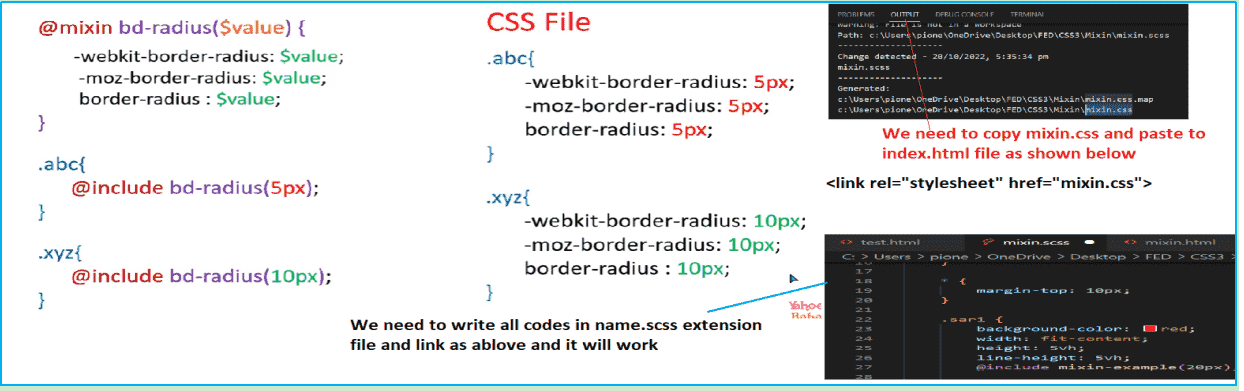 @mixin bd-radius($value) {
-webkit-border-radius: $value;
-moz-border-radius: $value;
border-radius : $value;
}
.abc{
@include bd-radius(5px);
}
.xyz{
@include bd-radius(10px);
}
CSS File
.abc{
-webkit-border-radius: 5px;
-moz-border-radius: 5px;
border-radius: 5px;
}
.xyz{
-webkit-border-radius: 10px;
-moz-border-radius: 10px;
border-radius : 10px;
}
Yahoo
Baba
We need to write all codes in name.scss extension
file and link as ablove and it will work
PROBLEMS OUTPUT DEBUG CONSOLE TERMINAL
Warning: File is not in a workspace
Path: c:\Users\pione\OneDrive\Desktop\FED\CSS3\Mixin\mixin.scss
--------------------
Change detected - 20/10/2022, 5:35:34 pm
mixin.scss
--------------------
Generated:
c:\Users\pione\OneDrive\Desktop\FED\CSS3\Mixin\mixin.css.map
c:\Users\pione\OneDrive\Desktop\FED\CSS3\Mixin\mixin.css
We need to copy mixin.css and paste to
index.html file as shown below
<link rel="stylesheet" href="mixin.css">
<> test.html mixin.scss ● <> mixin.html
C: > Users > pione > OneDrive > Desktop > FED > CSS3 >
16 }
17
18 * {
19 margin-top: 10px;
20 }
21
22 .sar1 {
23 background-color: red;
24 width: fit-content;
25 height: 5vh;
26 line-height: 5vh;
27 @include mixin-example(20px)
28